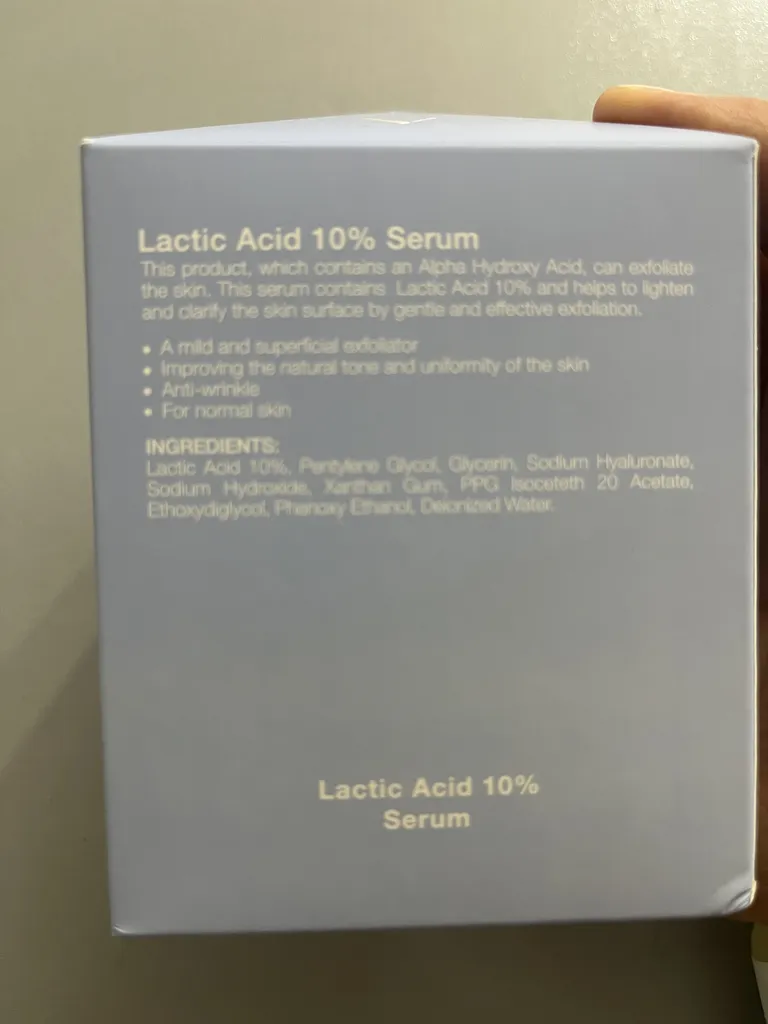 Lactic Acid 10% Serum
This product, which contains an Alpha Hydroxy Acid, can exfoliate
the skin. This serum contains Lactic Acid 10% and helps to lighten
and clarify the skin surface by gentle and effective exfoliation.
• A mild and superficial exfoliator
• Improving the natural tone and uniformity of the skin
• Anti-wrinkle
• For normal skin
INGREDIENTS:
Lactic Acid 10%, Pentylene Glycol, Glycerin, Sodium Hyaluronate,
Sodium Hydroxide, Xanthan Gum, PPG Isoceteth 20 Acetate,
Ethoxydiglycol, Phenoxy Ethanol, Deionized Water.
Lactic Acid 10%
Serum